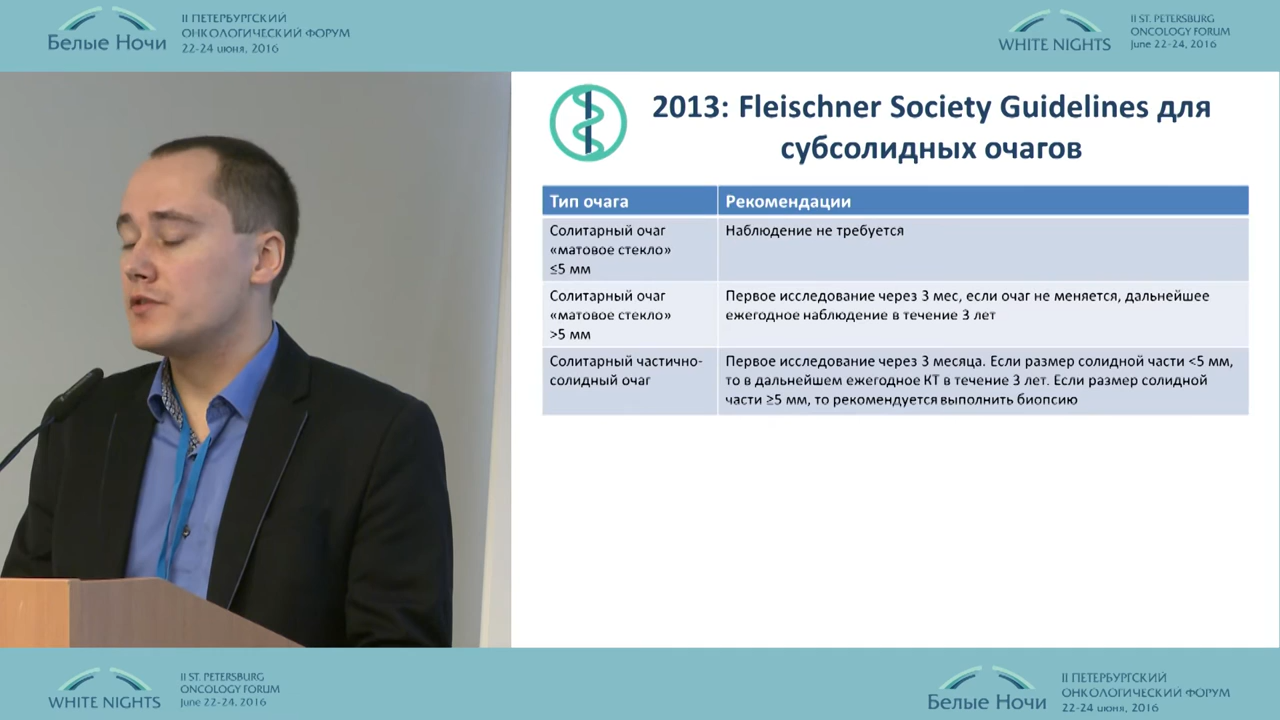 Белые Ночи
II ПЕТЕРБУРГСКИЙ
ОНКОЛОГИЧЕСКИЙ ФОРУМ
22-24 июня, 2016
WHITE NIGHTS
II ST. PETERSBURG
ONCOLOGY FORUM
June 22-24, 2016
2013: Fleischner Society Guidelines для
субсолидных очагов
Тип очага
Рекомендации
Солитарный очаг
«матовое стекло»
≤5 мм
Наблюдение не требуется
Солитарный очаг
«матовое стекло»
>5 мм
Первое исследование через 3 мес, если очаг не меняется, дальнейшее
ежегодное наблюдение в течение 3 лет
Солитарный частично-
солидный очаг
Первое исследование через 3 месяца. Если размер солидной части <5 мм,
то в дальнейшем ежегодное КТ в течение 3 лет. Если размер солидной
части ≥5 мм, то рекомендуется выполнить биопсию
WHITE NIGHTS
II ST. PETERSBURG
ONCOLOGY FORUM
June 22-24, 2016
Белые Ночи
II ПЕТЕРБУРГСКИЙ
ОНКОЛОГИЧЕСКИЙ ФОРУМ
22-24 июня, 2016